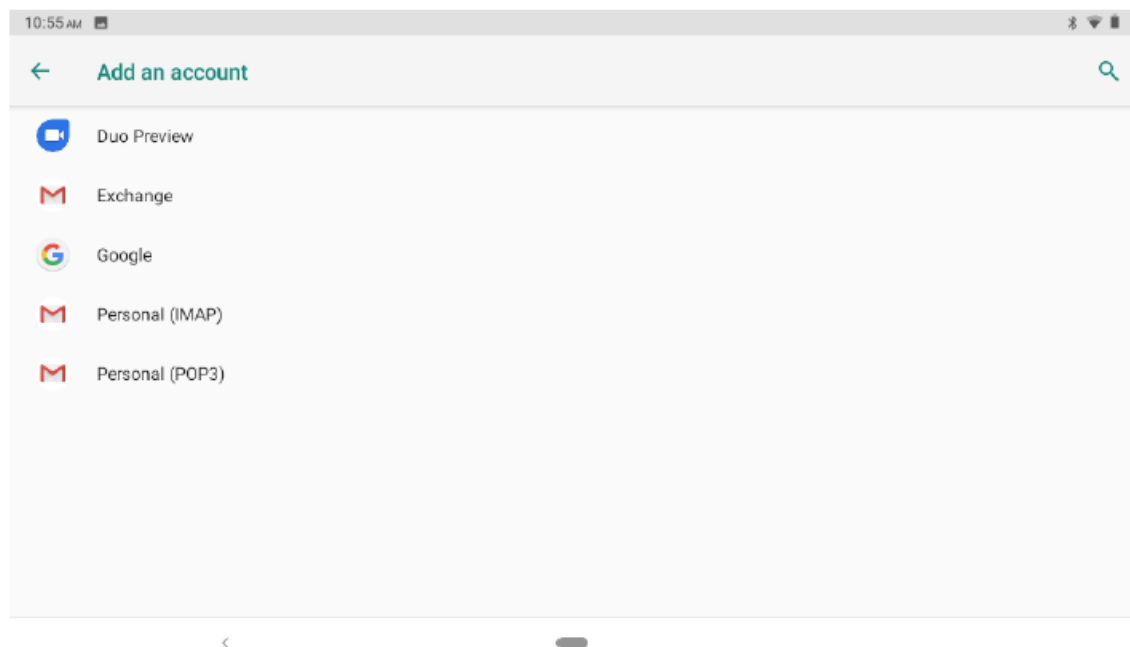 10:55 AM
Add an account
Duo Preview
Exchange
Google
Personal (IMAP)
Personal (POP3)